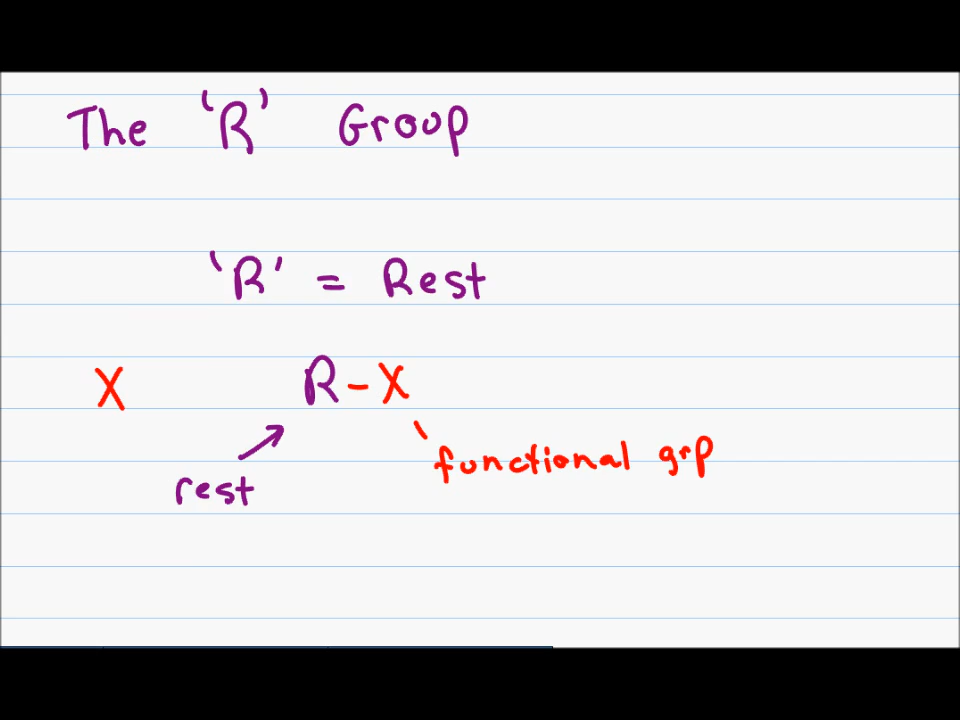 The 'R' Group
'R' = Rest
X R-X
functional grp
rest